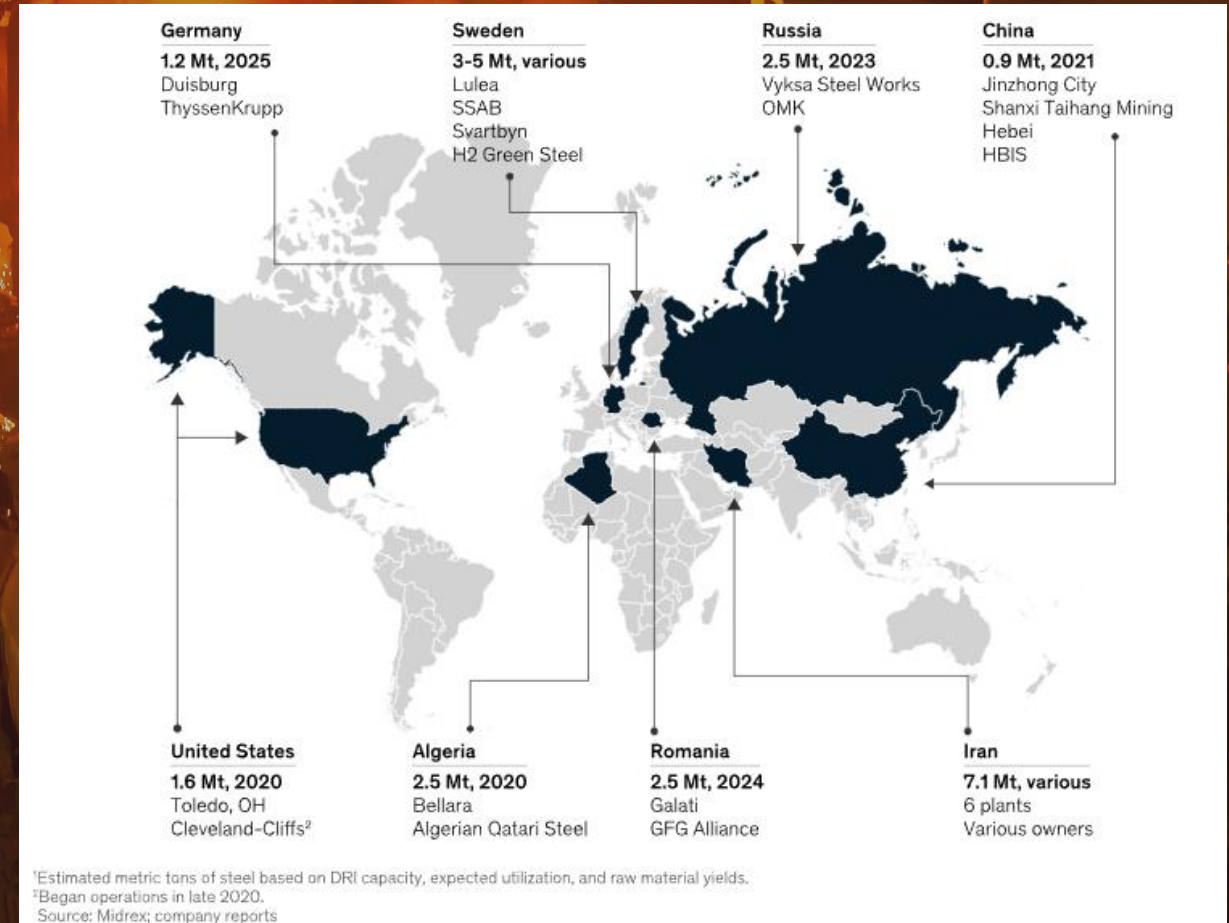 Germany
1.2 Mt, 2025
Duisburg
ThyssenKrupp
Sweden
3-5 Mt, various
Lulea
SSAB
Svartbyn
H2 Green Steel
Russia
2.5 Mt, 2023
Vyksa Steel Works
OMK
China
0.9 Mt, 2021
Jinzhong City
Shanxi Taihang Mining
Hebei
HBIS
United States
1.6 Mt, 2020
Toledo, OH
Cleveland-Cliffs²
Algeria
2.5 Mt, 2020
Bellara
Algerian Qatari Steel
Romania
2.5 Mt, 2024
Galati
GFG Alliance
Iran
7.1 Mt, various
6 plants
Various owners
¹Estimated metric tons of steel based on DRI capacity, expected utilization, and raw material yields.
²Began operations in late 2020.
Source: Midrex; company reports